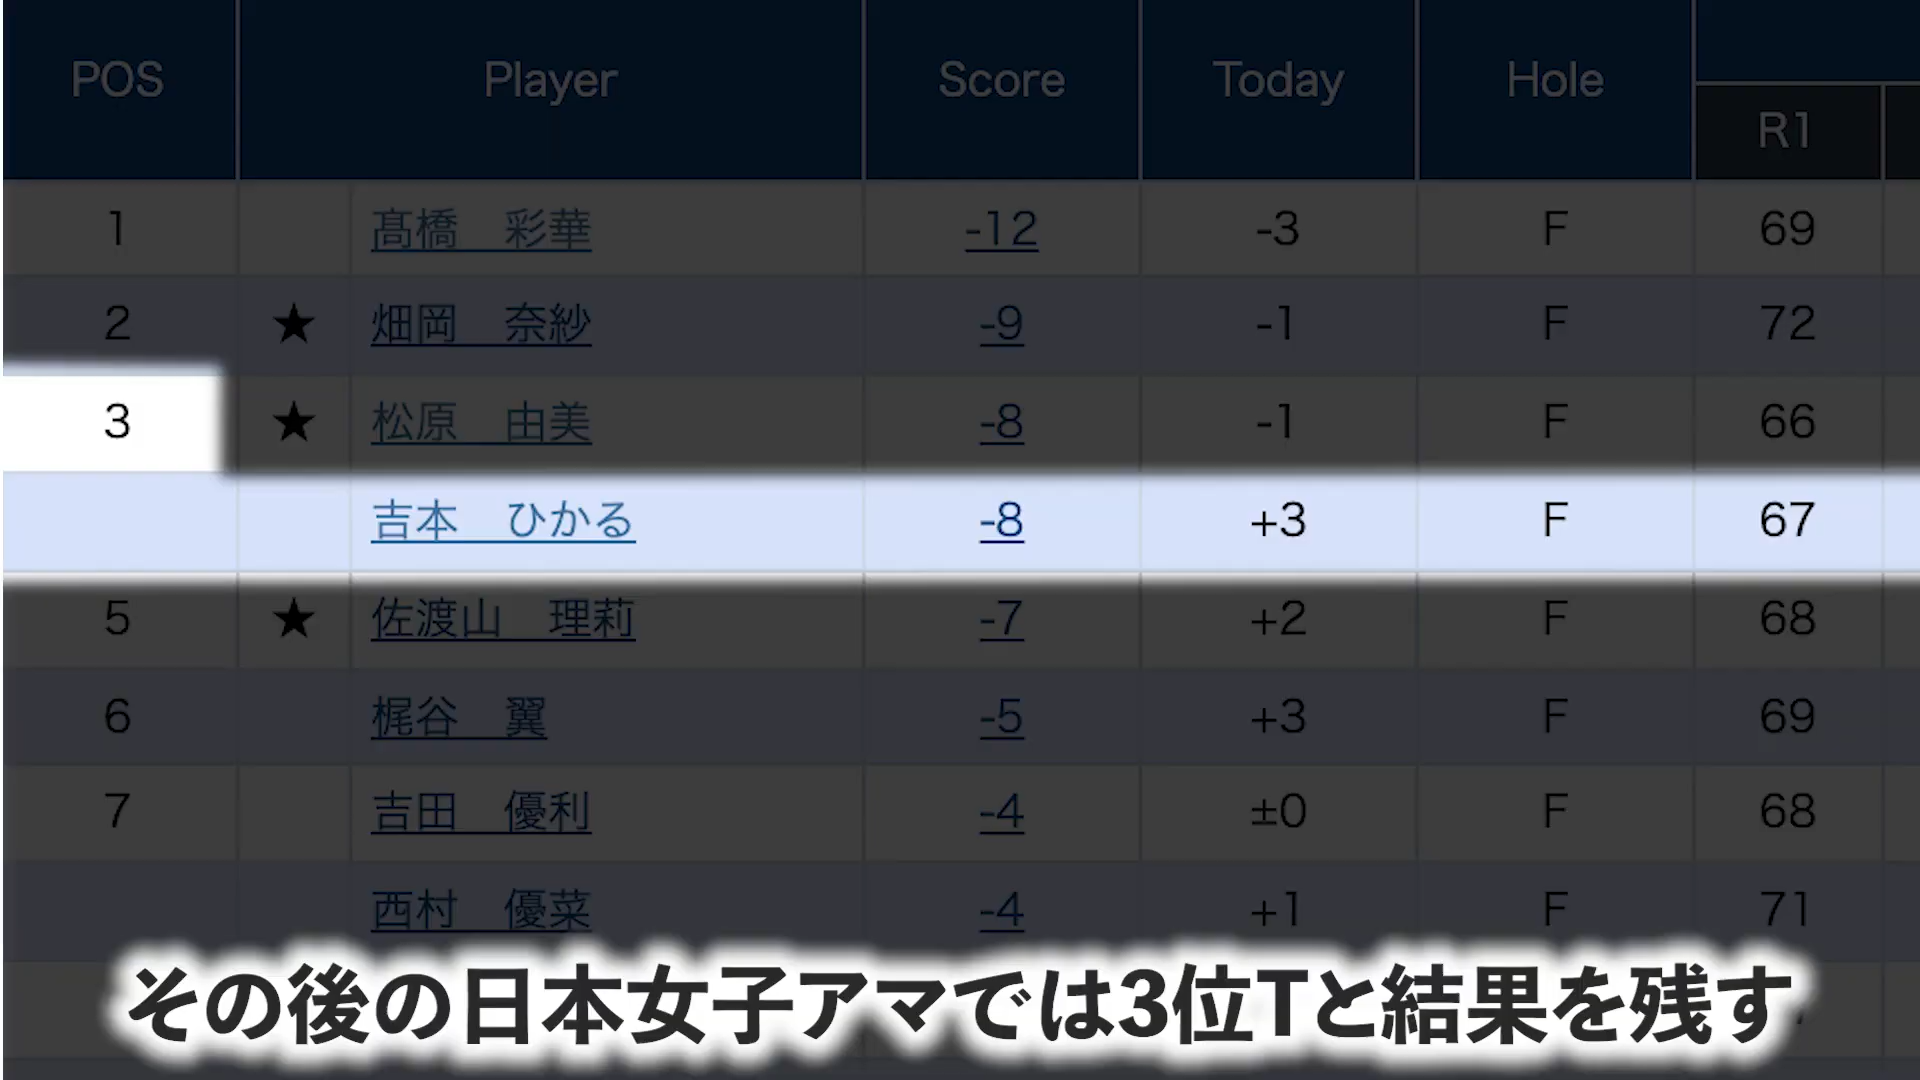 POS Player Score Today Hole
R1
1 髙橋　彩華 -12 -3 F 69
2 ★ 畑岡　奈紗 -9 -1 F 72
3 ★ 松原　由美 -8 -1 F 66
吉本　ひかる -8 +3 F 67
5 ★ 佐渡山　理莉 -7 +2 F 68
6 梶谷　翼 -5 +3 F 69
7 吉田　優利 -4 ±0 F 68
西村　優菜 -4 +1 F 71
その後の日本女子アマでは3位Tと結果を残す